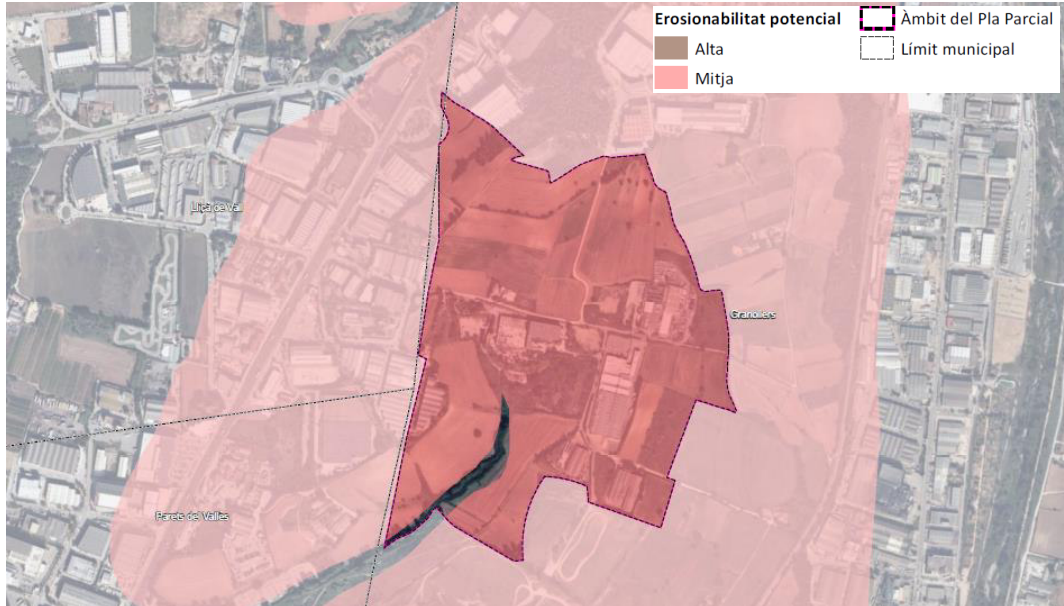 Erosionabilitat potencial
Alta
Mitja
Àmbit del Pla Parcial
Límit municipal
Lliçà de Vall
Granollers
Parets del Vallès